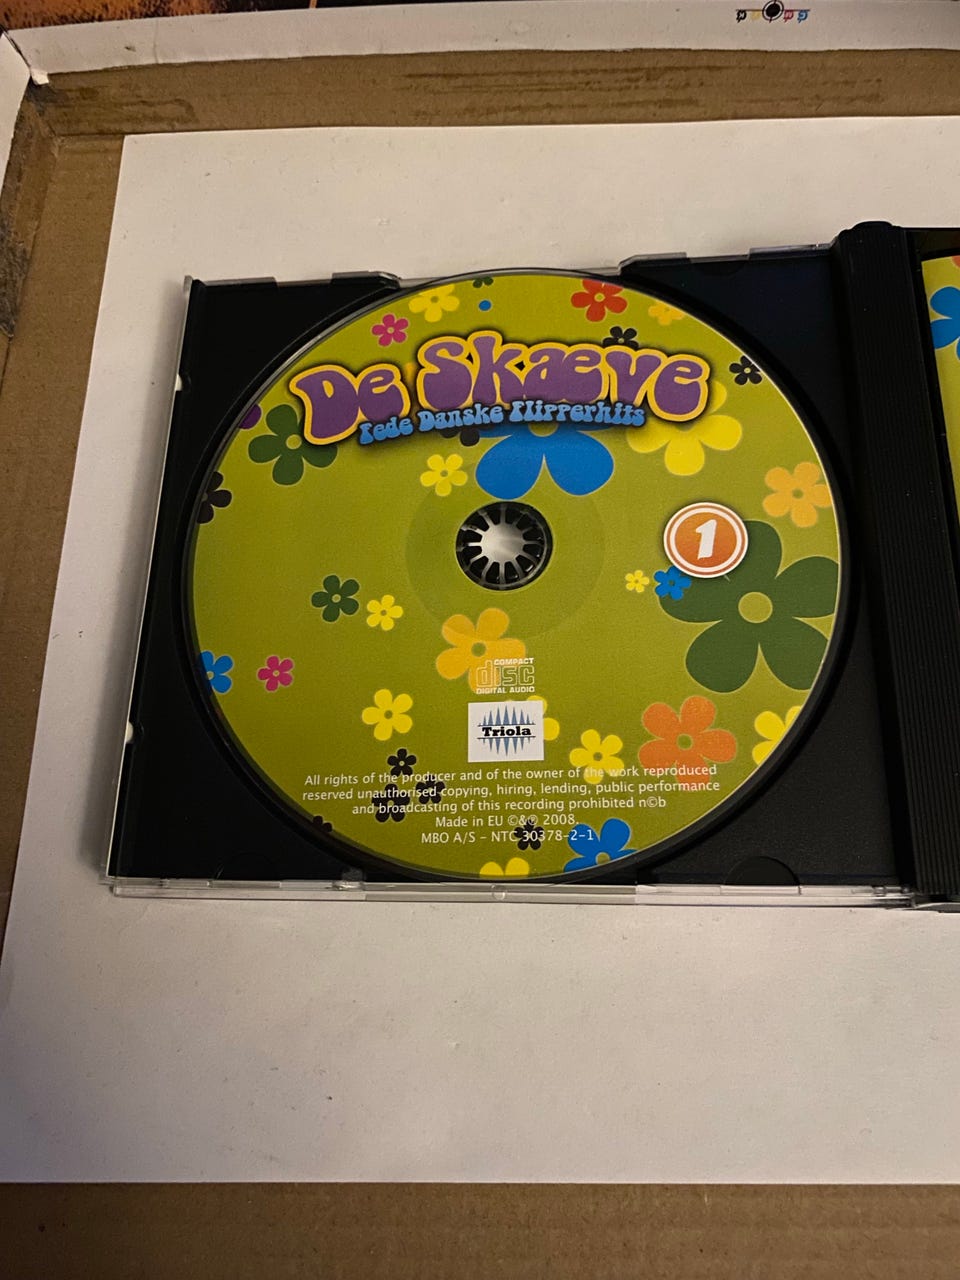 De Skæve
Fede Danske Flipperhits
1
COMPACT
disc
DIGITAL AUDIO
Triola
All rights of the producer and of the owner of the work reproduced
reserved unauthorised copying, hiring, lending, public performance
and broadcasting of this recording prohibited n©b
Made in EU ©&℗ 2008.
MBO A/S - NTC 30378-2-1